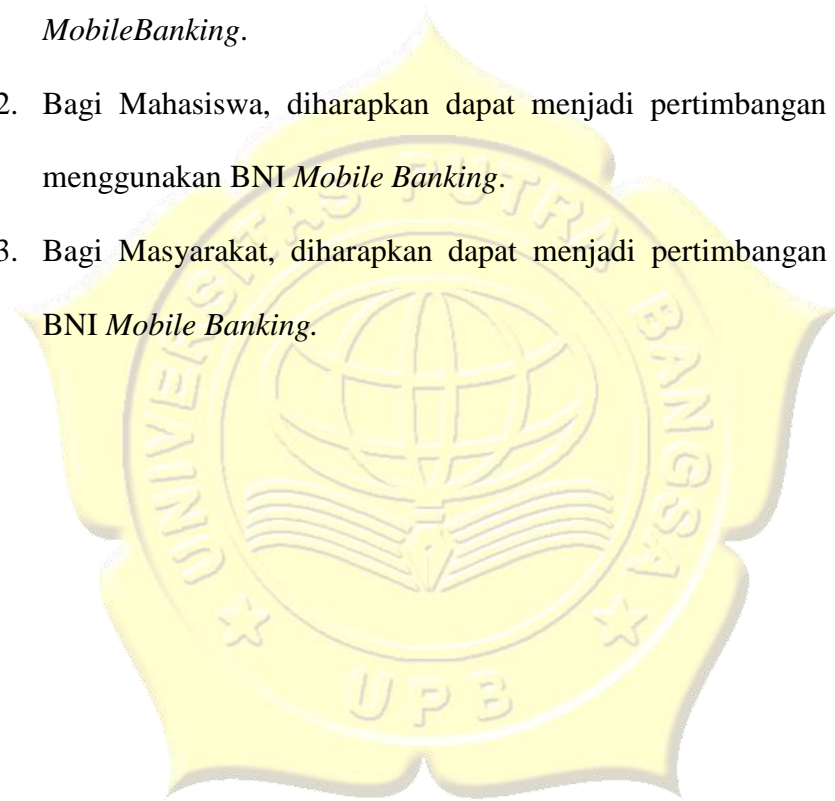 MobileBanking.
2. Bagi Mahasiswa, diharapkan dapat menjadi pertimbangan
menggunakan BNI Mobile Banking.
3. Bagi Masyarakat, diharapkan dapat menjadi pertimbangan
BNI Mobile Banking.
UNIVERSITAS PUTRA BANGSA
UPB